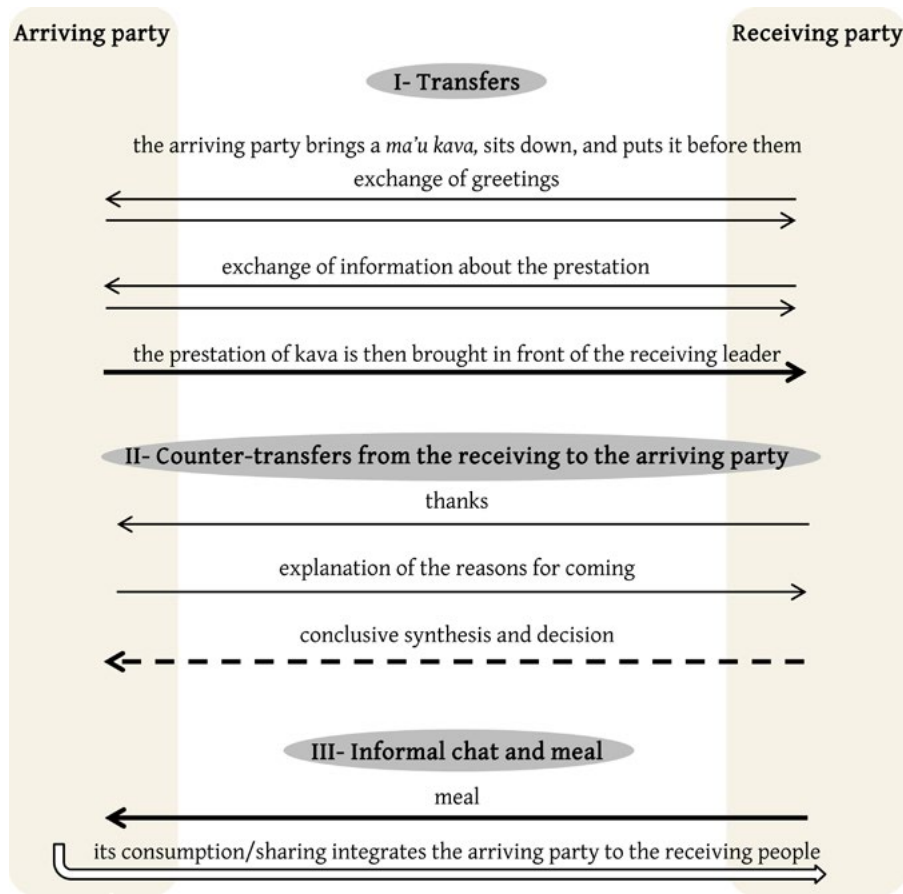 Arriving party
Receiving party
I- Transfers
the arriving party brings a ma'u kava, sits down, and puts it before them
exchange of greetings
exchange of information about the prestation
the prestation of kava is then brought in front of the receiving leader
II- Counter-transfers from the receiving to the arriving party
thanks
explanation of the reasons for coming
conclusive synthesis and decision
III- Informal chat and meal
meal
its consumption/sharing integrates the arriving party to the receiving people